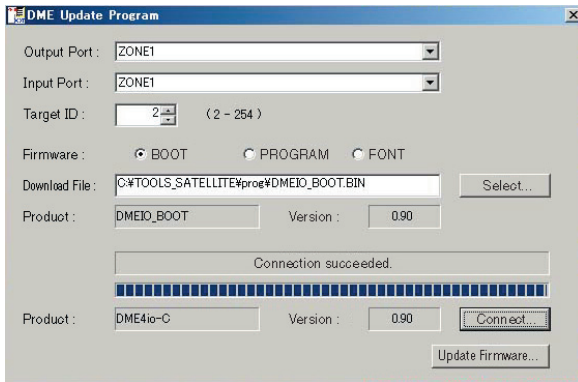 DME Update Program
Output Port : ZONE1
Input Port : ZONE1
Target ID : 2 ( 2 - 254 )
Firmware : BOOT PROGRAM FONT
Download File : C:¥TOOLS_SATELLITE¥prog¥DMEIO_BOOT.BIN Select...
Product : DMEIO_BOOT Version : 0.90
Connection succeeded.
Product : DME4io-C Version : 0.90 Connect...
Update Firmware...